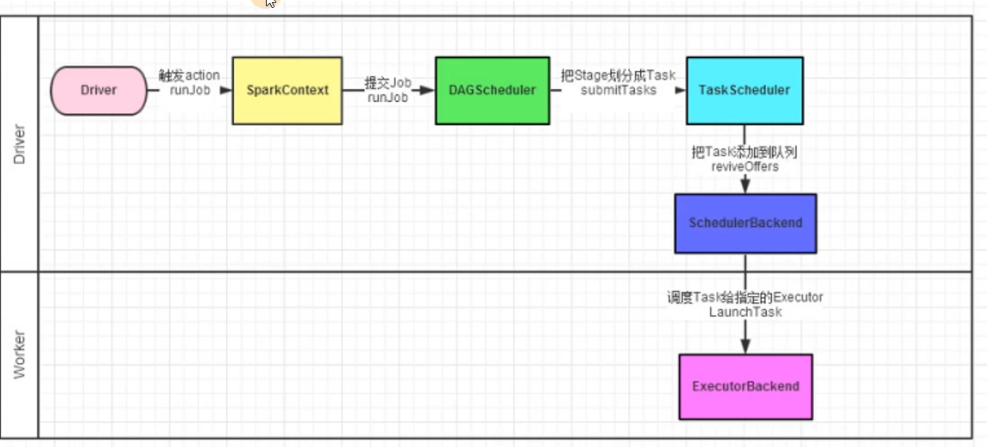 Driver
Driver
触发action
runJob
SparkContext
提交Job
runJob
DAGScheduler
把Stage划分成Task
submitTasks
TaskScheduler
把Task添加到队列
reviveOffers
SchedulerBackend
Worker
调度Task给指定的Executor
LaunchTask
ExecutorBackend